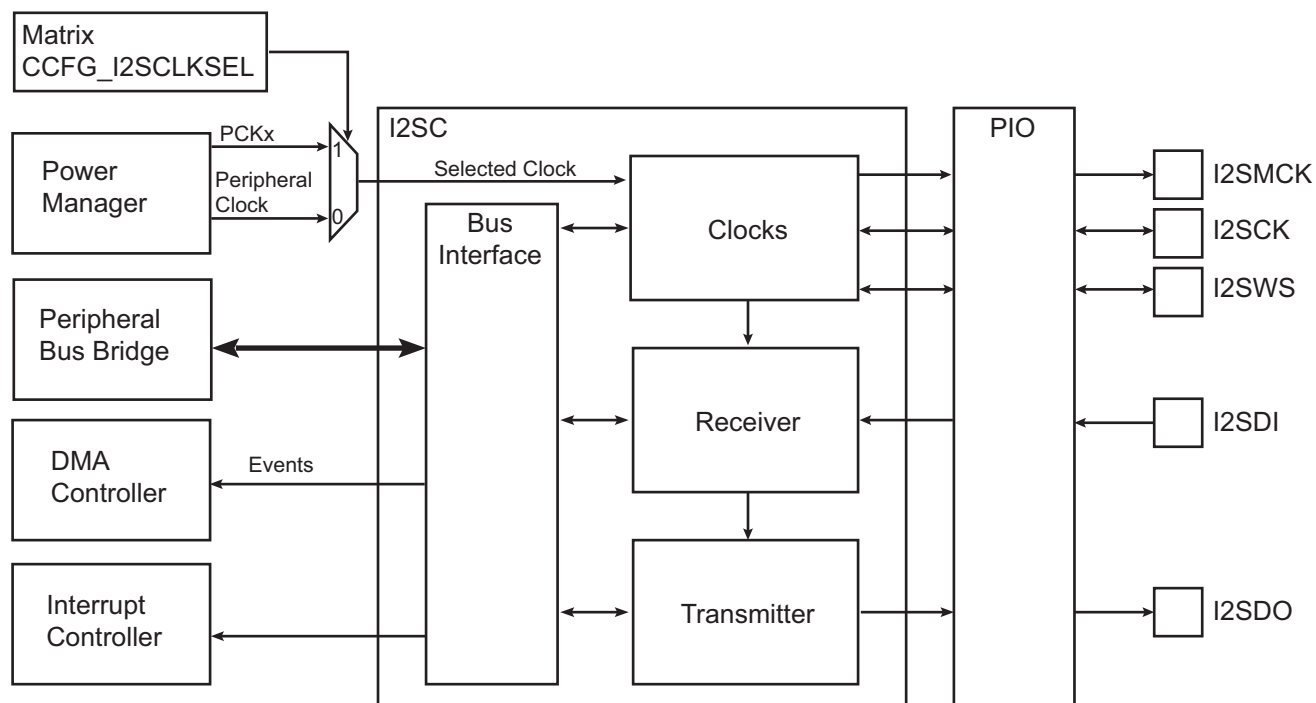 Matrix
CCFG_I2SCLKSEL
Power
Manager
PCKx
Peripheral
Clock
1
0
I2SC
Selected Clock
Bus
Interface
Clocks
PIO
I2SMCK
I2SCK
I2SWS
Peripheral
Bus Bridge
Receiver
I2SDI
DMA
Controller
Events
Interrupt
Controller
Transmitter
I2SDO